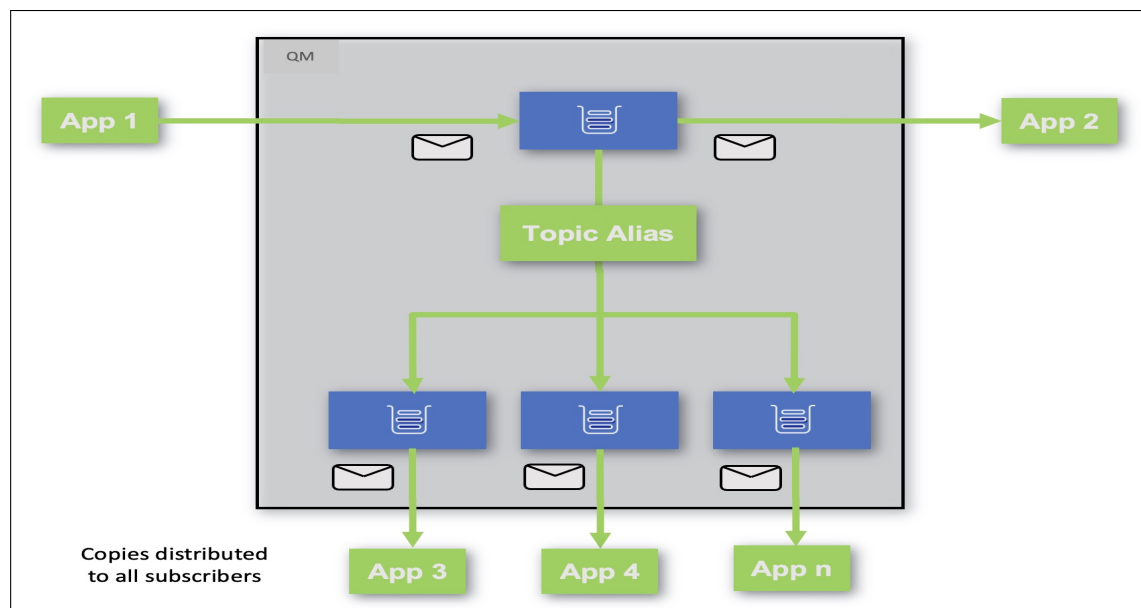 QM
App 1
App 2
Topic Alias
Copies distributed
to all subscribers
App 3
App 4
App n